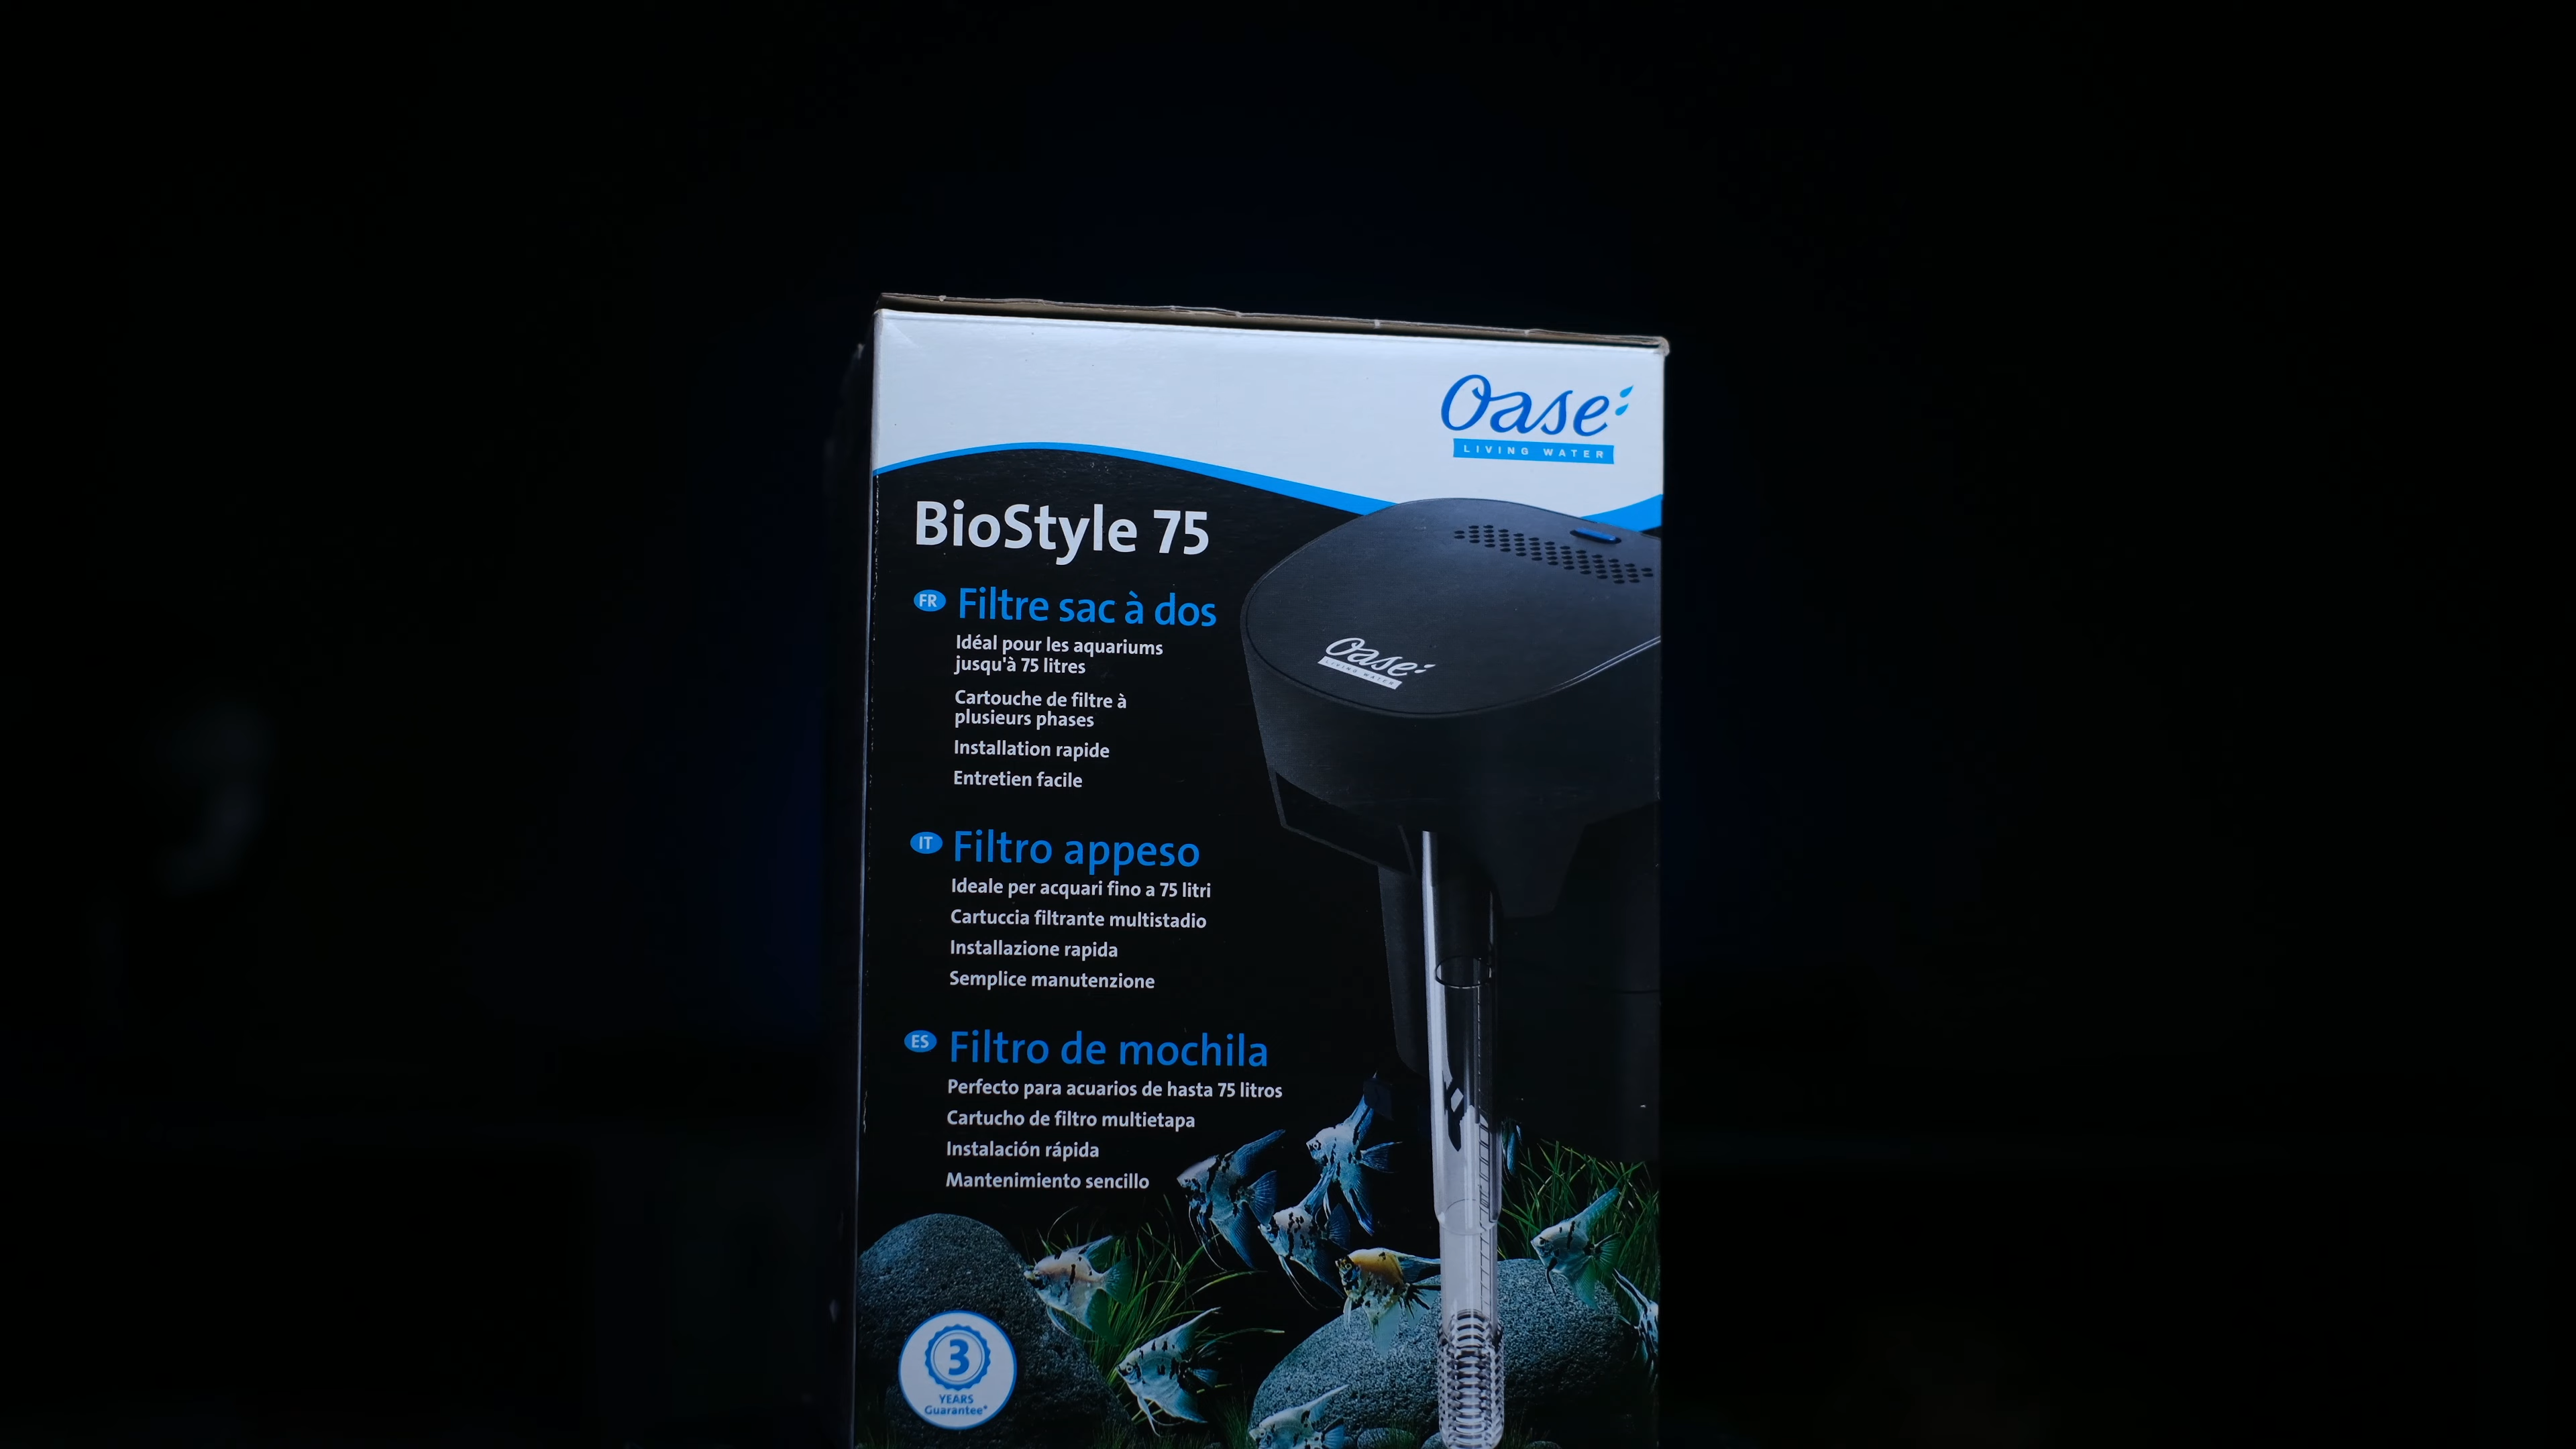 Oase
LIVING WATER
BioStyle 75
FR Filtre sac à dos
Idéal pour les aquariums
jusqu'à 75 litres
Cartouche de filtre à
plusieurs phases
Installation rapide
Entretien facile
Oase
LIVING WATER
IT Filtro appeso
Ideale per acquari fino a 75 litri
Cartuccia filtrante multistadio
Installazione rapida
Semplice manutenzione
ES Filtro de mochila
Perfecto para acuarios de hasta 75 litros
Cartucho de filtro multietapa
Instalación rápida
Mantenimiento sencillo
3
YEARS
Guarantee*